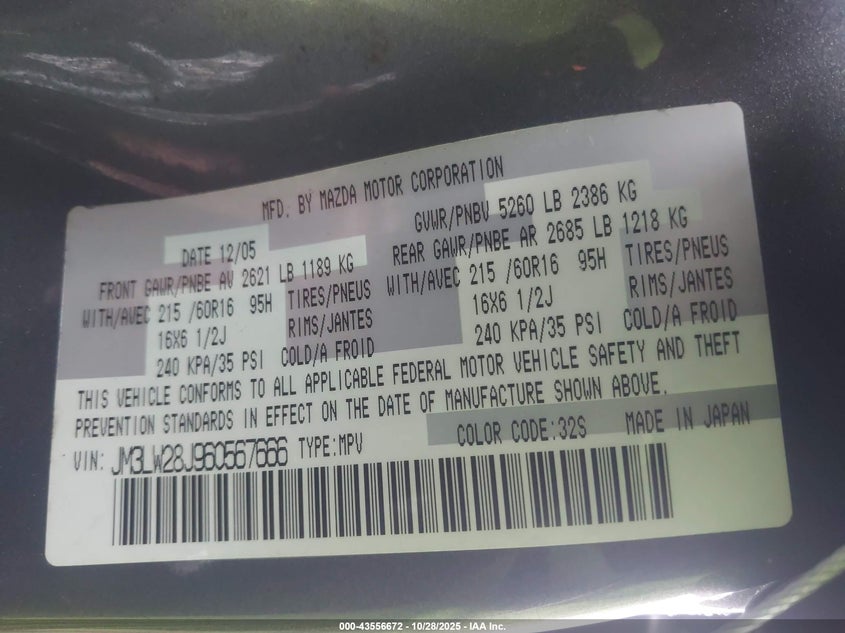 MFD. BY MAZDA MOTOR CORPORATION
DATE 12/05 GVWR/PNBV 5260 LB 2386 KG
FRONT GAWR/PNBE AV 2621 LB 1189 KG REAR GAWR/PNBE AR 2685 LB 1218 KG
WITH/AVEC 215 /60R16 95H TIRES/PNEUS WITH/AVEC 215 /60R16 95H TIRES/PNEUS
16X6 1/2J RIMS/JANTES 16X6 1/2J RIMS/JANTES
240 KPA/35 PSI COLD/A FROID 240 KPA/35 PSI COLD/A FROID
THIS VEHICLE CONFORMS TO ALL APPLICABLE FEDERAL MOTOR VEHICLE SAFETY AND THEFT
PREVENTION STANDARDS IN EFFECT ON THE DATE OF MANUFACTURE SHOWN ABOVE.
VIN: JM3LW28J960567666 TYPE:MPV COLOR CODE:32S MADE IN JAPAN
000-43556672 - 10/28/2025 - IAA Inc.